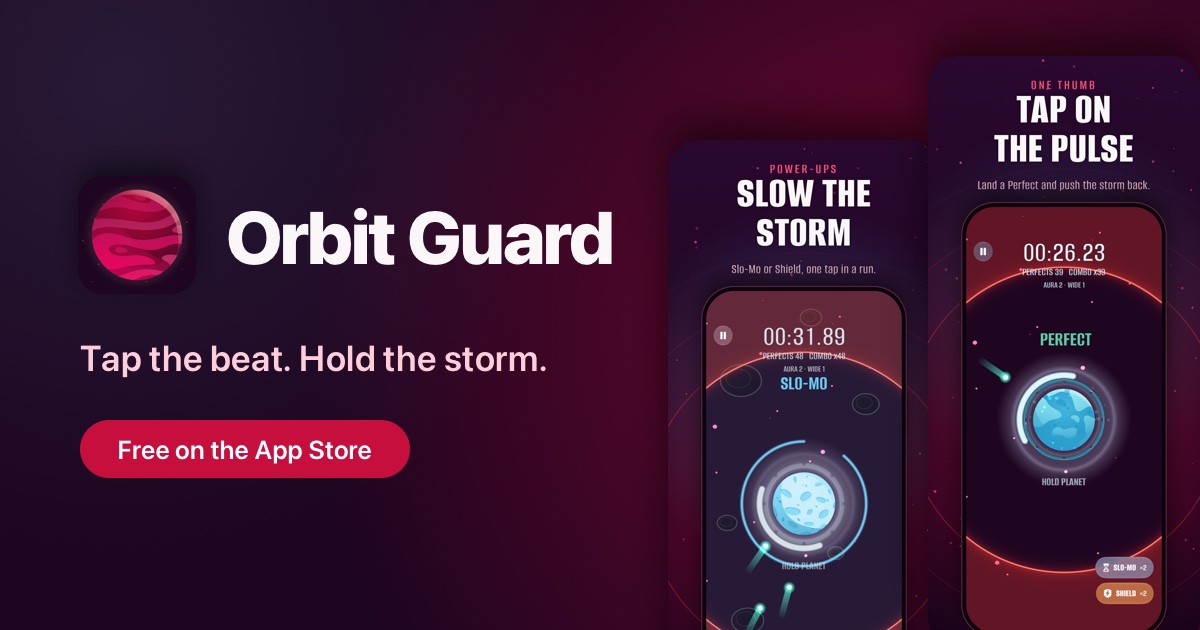 Orbit Guard
Tap the beat. Hold the storm.
Free on the App Store
POWER-UPS
SLOW THE
STORM
Slo-Mo or Shield, one tap in a run.
00:31.89
PERFECTS 48 COMBO x48
AURA 2 · WIDE 1
SLO-MO
HOLD PLANET
ONE THUMB
TAP ON
THE PULSE
Land a Perfect and push the storm back.
00:26.23
PERFECTS 39 COMBO x39
AURA 2 · WIDE 1
PERFECT
HOLD PLANET
SLO-MO ×2
SHIELD ×2